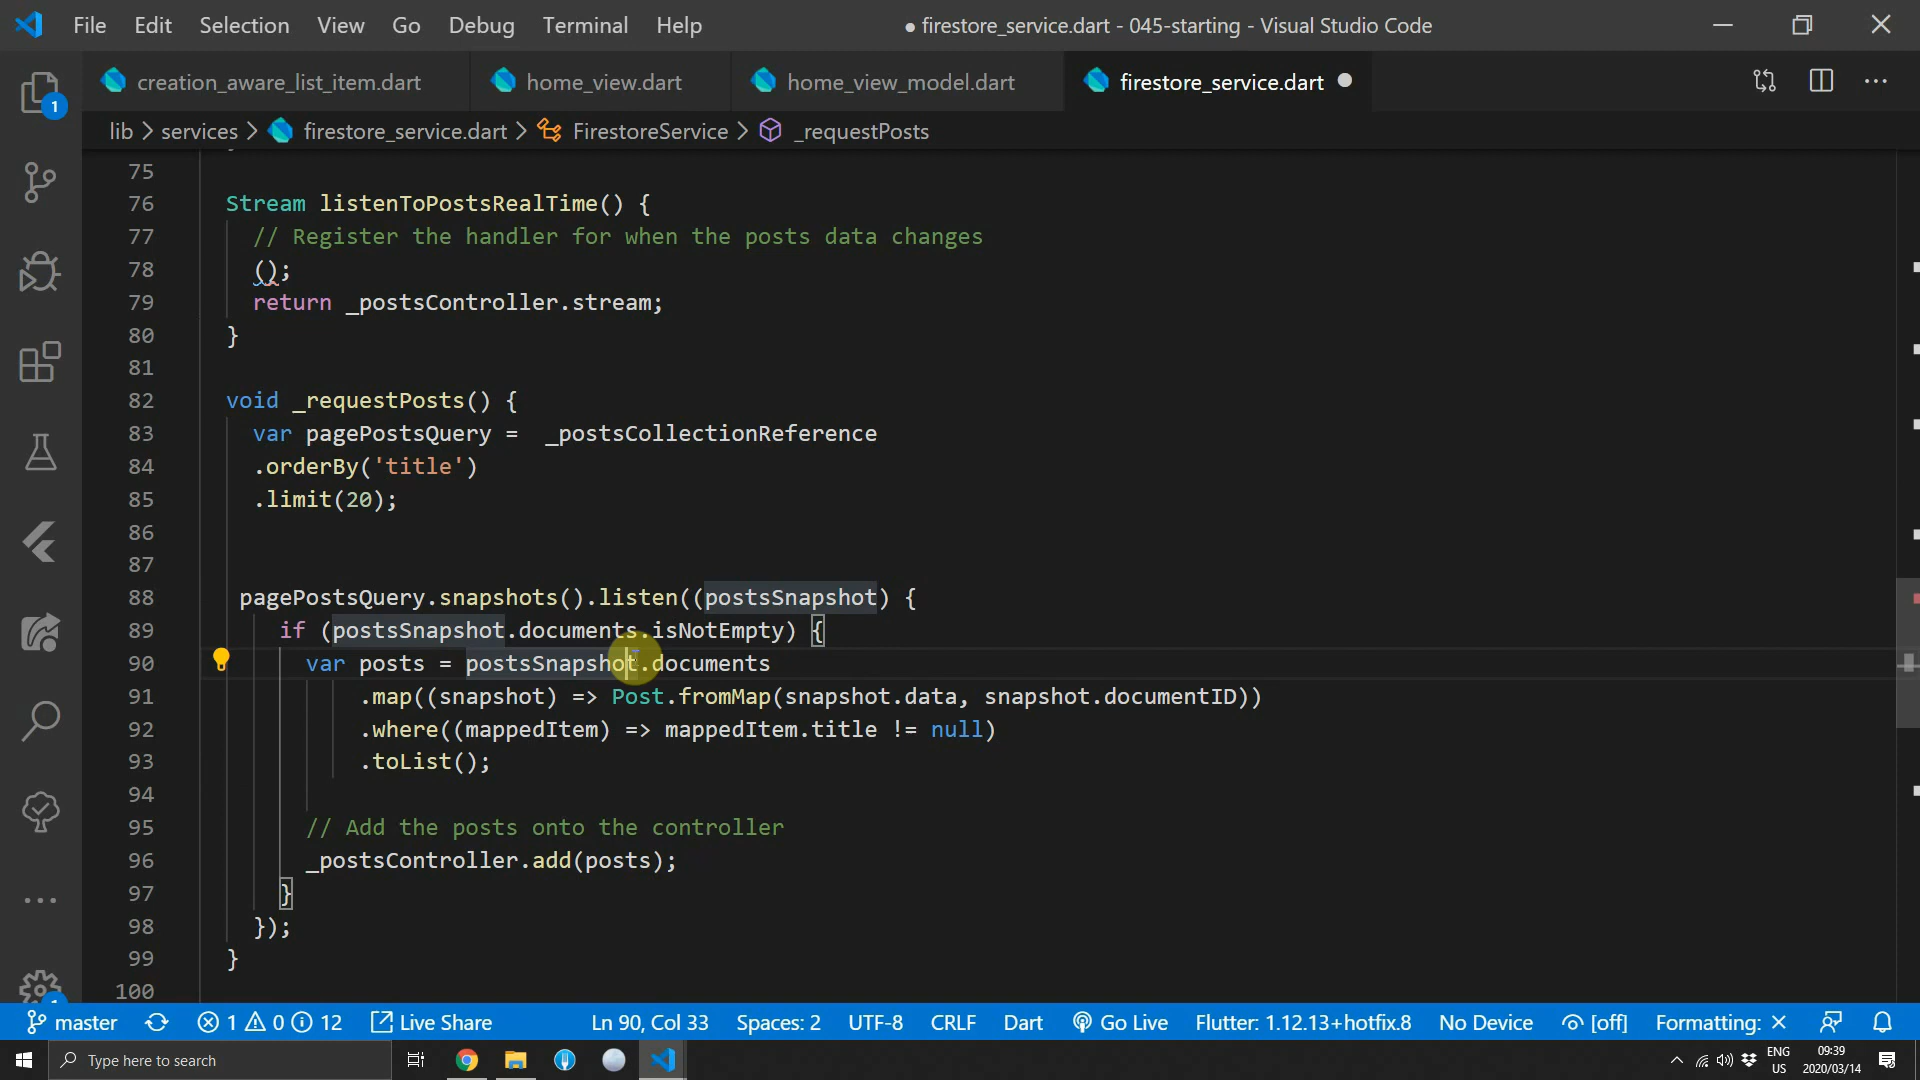 File Edit Selection View Go Debug Terminal Help
● firestore_service.dart - 045-starting - Visual Studio Code
creation_aware_list_item.dart home_view.dart home_view_model.dart firestore_service.dart ●
1
lib > services > firestore_service.dart > FirestoreService > _requestPosts
75
76 Stream listenToPostsRealTime() {
77 // Register the handler for when the posts data changes
78 ();
79 return _postsController.stream;
80 }
81
82 void _requestPosts() {
83 var pagePostsQuery =  _postsCollectionReference
84 .orderBy('title')
85 .limit(20);
86
87
88 pagePostsQuery.snapshots().listen((postsSnapshot) {
89 if (postsSnapshot.documents.isNotEmpty) {
90 var posts = postsSnapshot.documents
91 .map((snapshot) => Post.fromMap(snapshot.data, snapshot.documentID))
92 .where((mappedItem) => mappedItem.title != null)
93 .toList();
94
95 // Add the posts onto the controller
96 _postsController.add(posts);
97 }
98 });
99 }
100
master 1 0 12 Live Share Ln 90, Col 33 Spaces: 2 UTF-8 CRLF Dart Go Live Flutter: 1.12.13+hotfix.8 No Device [off] Formatting: ×
Type here to search
ENG
US
09:39
2020/03/14